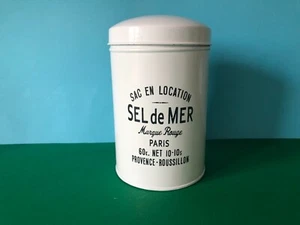 SAC EN LOCATION
SEL de MER
Marque Rouge
PARIS
60c. NET 10-10c
PROVENCE-ROUSSILLON